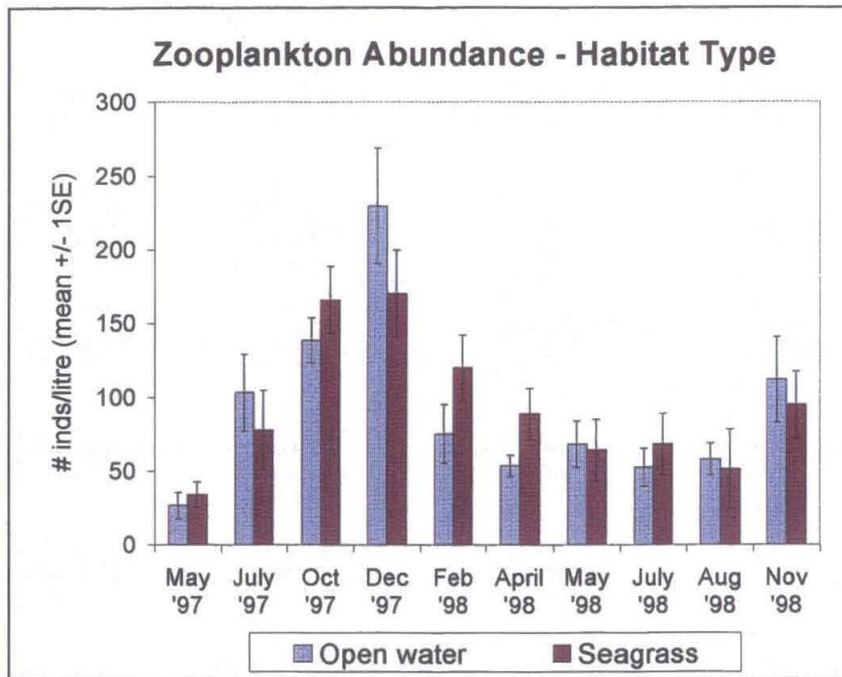 Zooplankton Abundance - Habitat Type
# inds/litre (mean +/- 1SE)
300
250
200
150
100
50
0
May July Oct Dec Feb April May July Aug Nov
'97 '97 '97 '97 '98 '98 '98 '98 '98 '98
Open water Seagrass